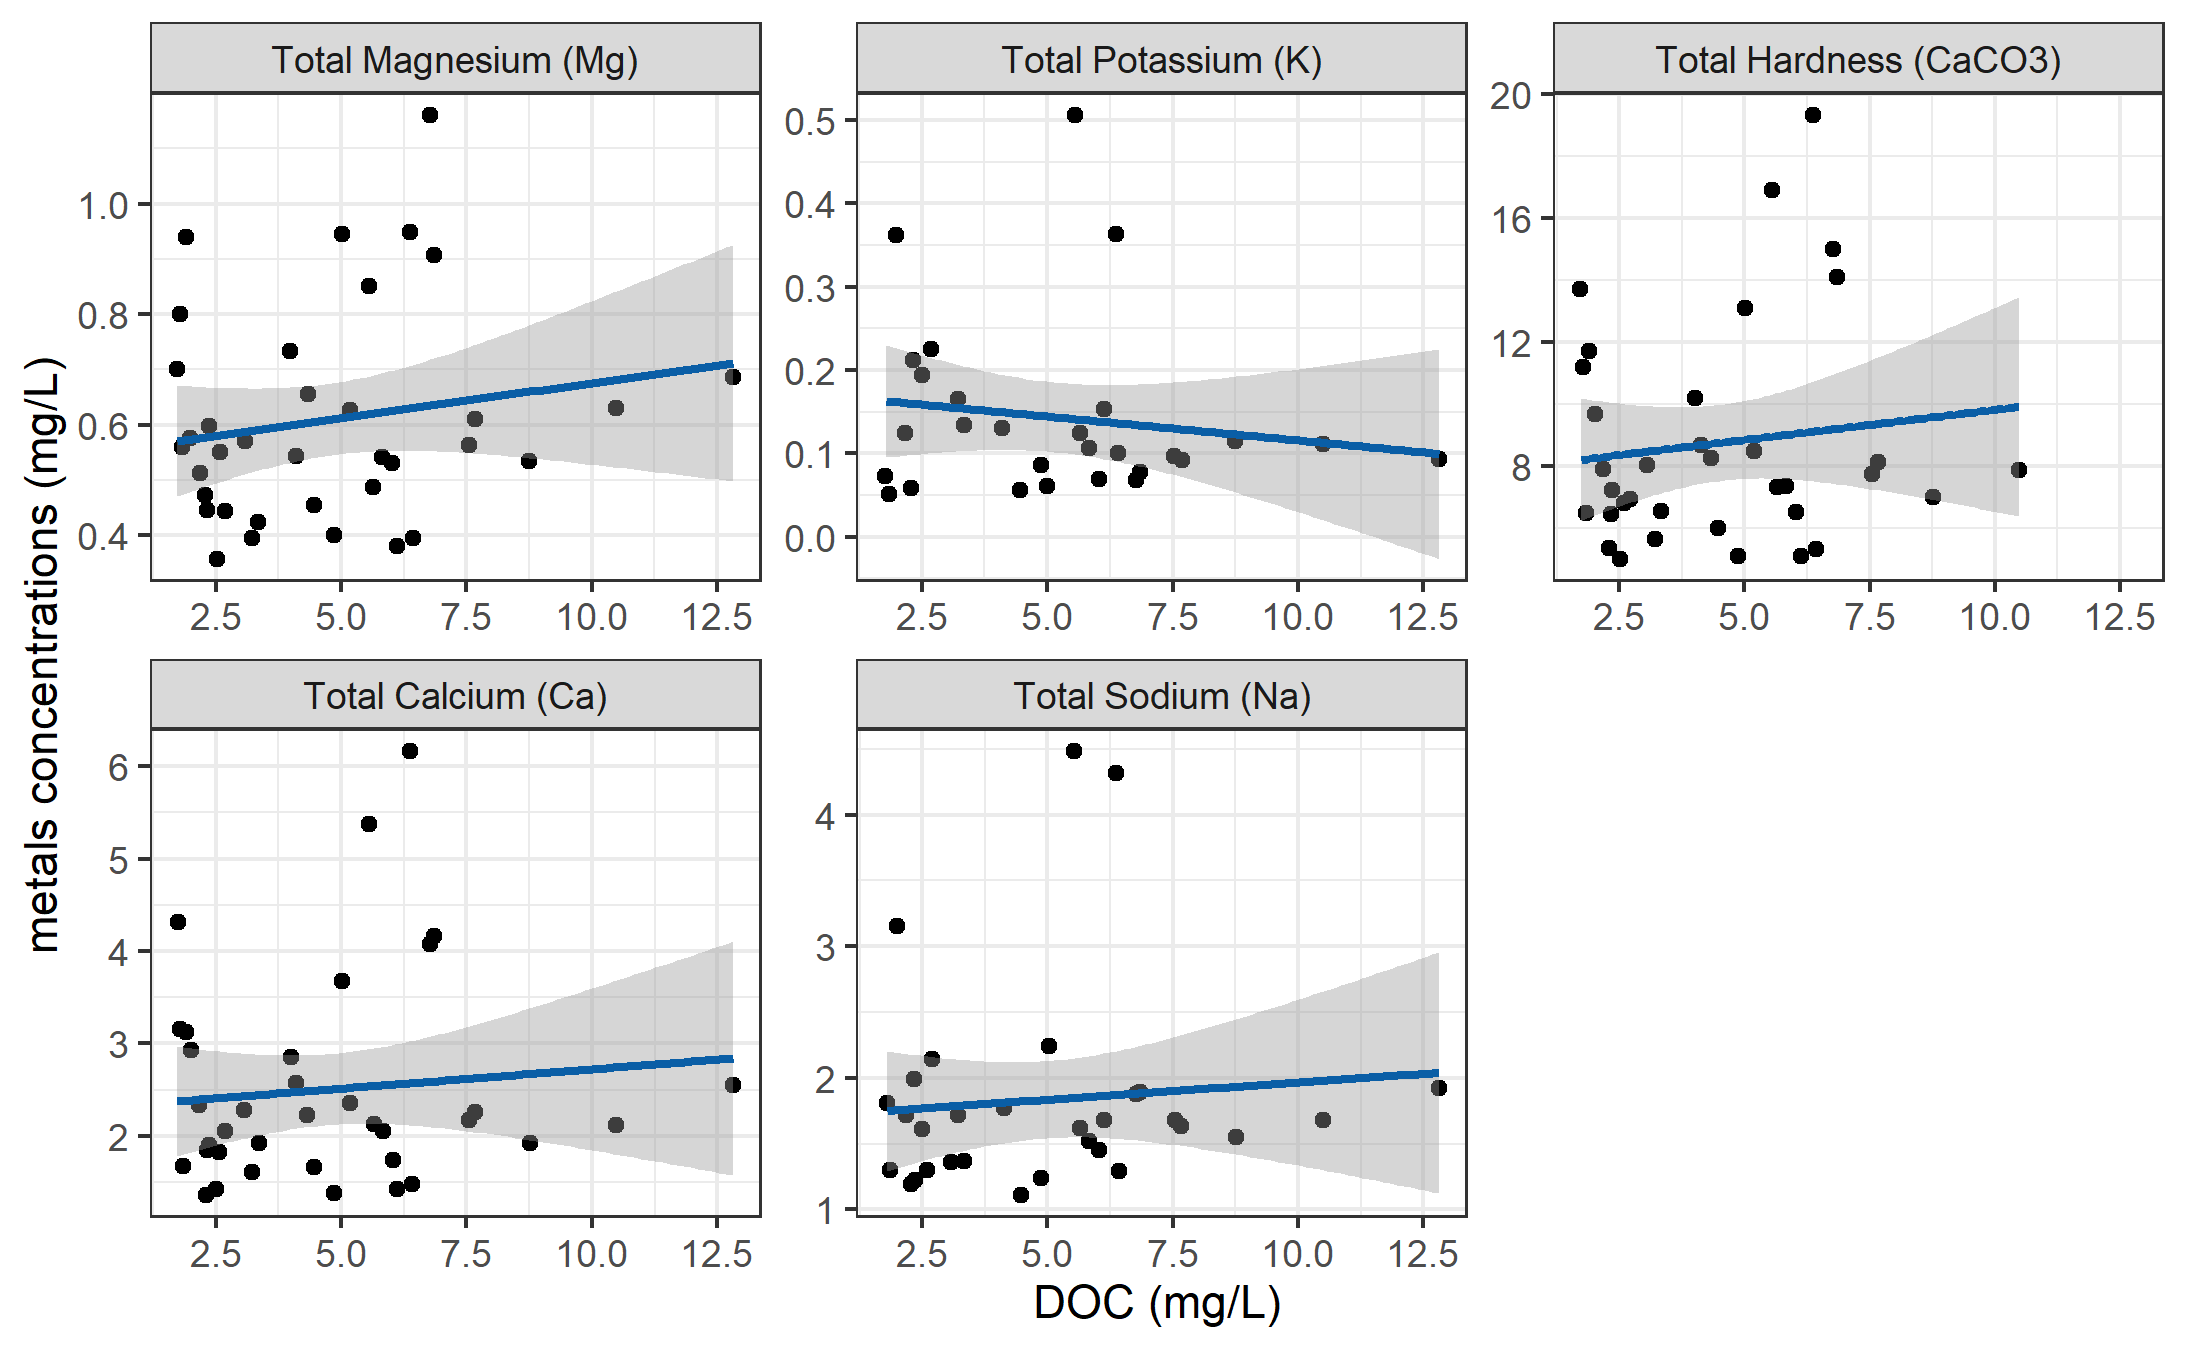 Total Magnesium (Mg)
Total Potassium (K)
Total Hardness (CaCO3)
1.0
0.8
0.6
0.4
2.5 5.0 7.5 10.0 12.5
0.5
0.4
0.3
0.2
0.1
0.0
2.5 5.0 7.5 10.0 12.5
20
16
12
8
2.5 5.0 7.5 10.0 12.5
metals concentrations (mg/L)
Total Calcium (Ca)
Total Sodium (Na)
6
5
4
3
2
2.5 5.0 7.5 10.0 12.5
4
3
2
1
2.5 5.0 7.5 10.0 12.5
DOC (mg/L)